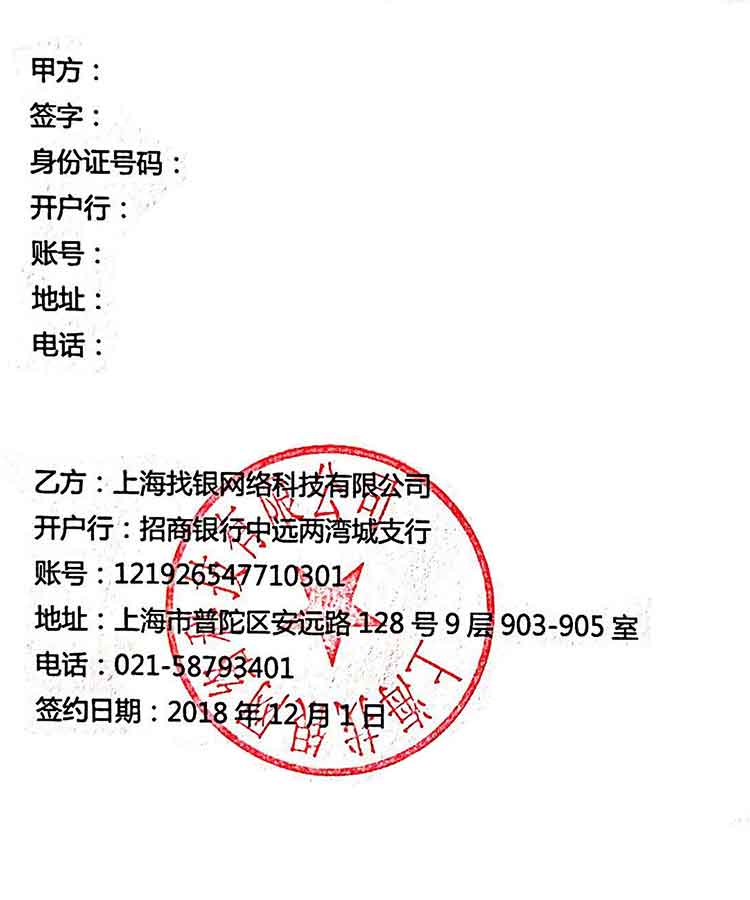 甲方：
签字：
身份证号码：
开户行：
账号：
地址：
电话：
乙方：上海找银网络科技有限公司
开户行：招商银行中远两湾城支行
账号：121926547710301
地址：上海市普陀区安远路 128 号 9 层 903-905 室
电话：021-58793401
签约日期：2018 年 12 月 1 日
上海找银网络科技有限公司